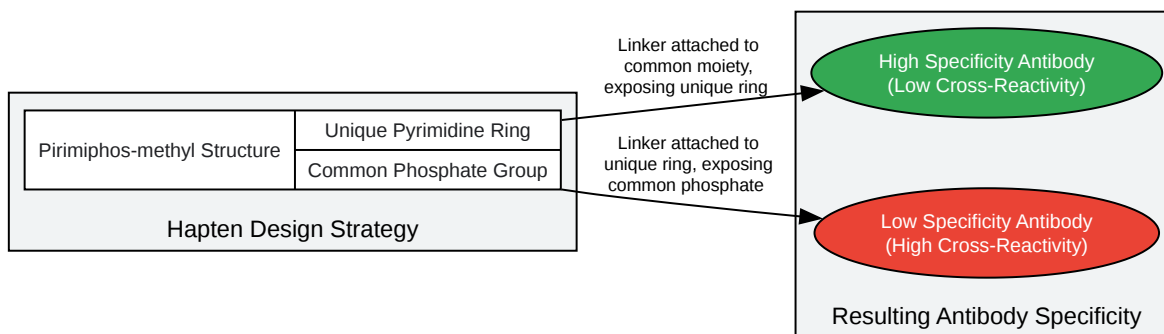 Pirimiphos-methyl Structure
Unique Pyrimidine Ring
Common Phosphate Group
Hapten Design Strategy
Linker attached to
common moiety,
exposing unique ring
Linker attached to
unique ring, exposing
common phosphate
High Specificity Antibody
(Low Cross-Reactivity)
Low Specificity Antibody
(High Cross-Reactivity)
Resulting Antibody Specificity